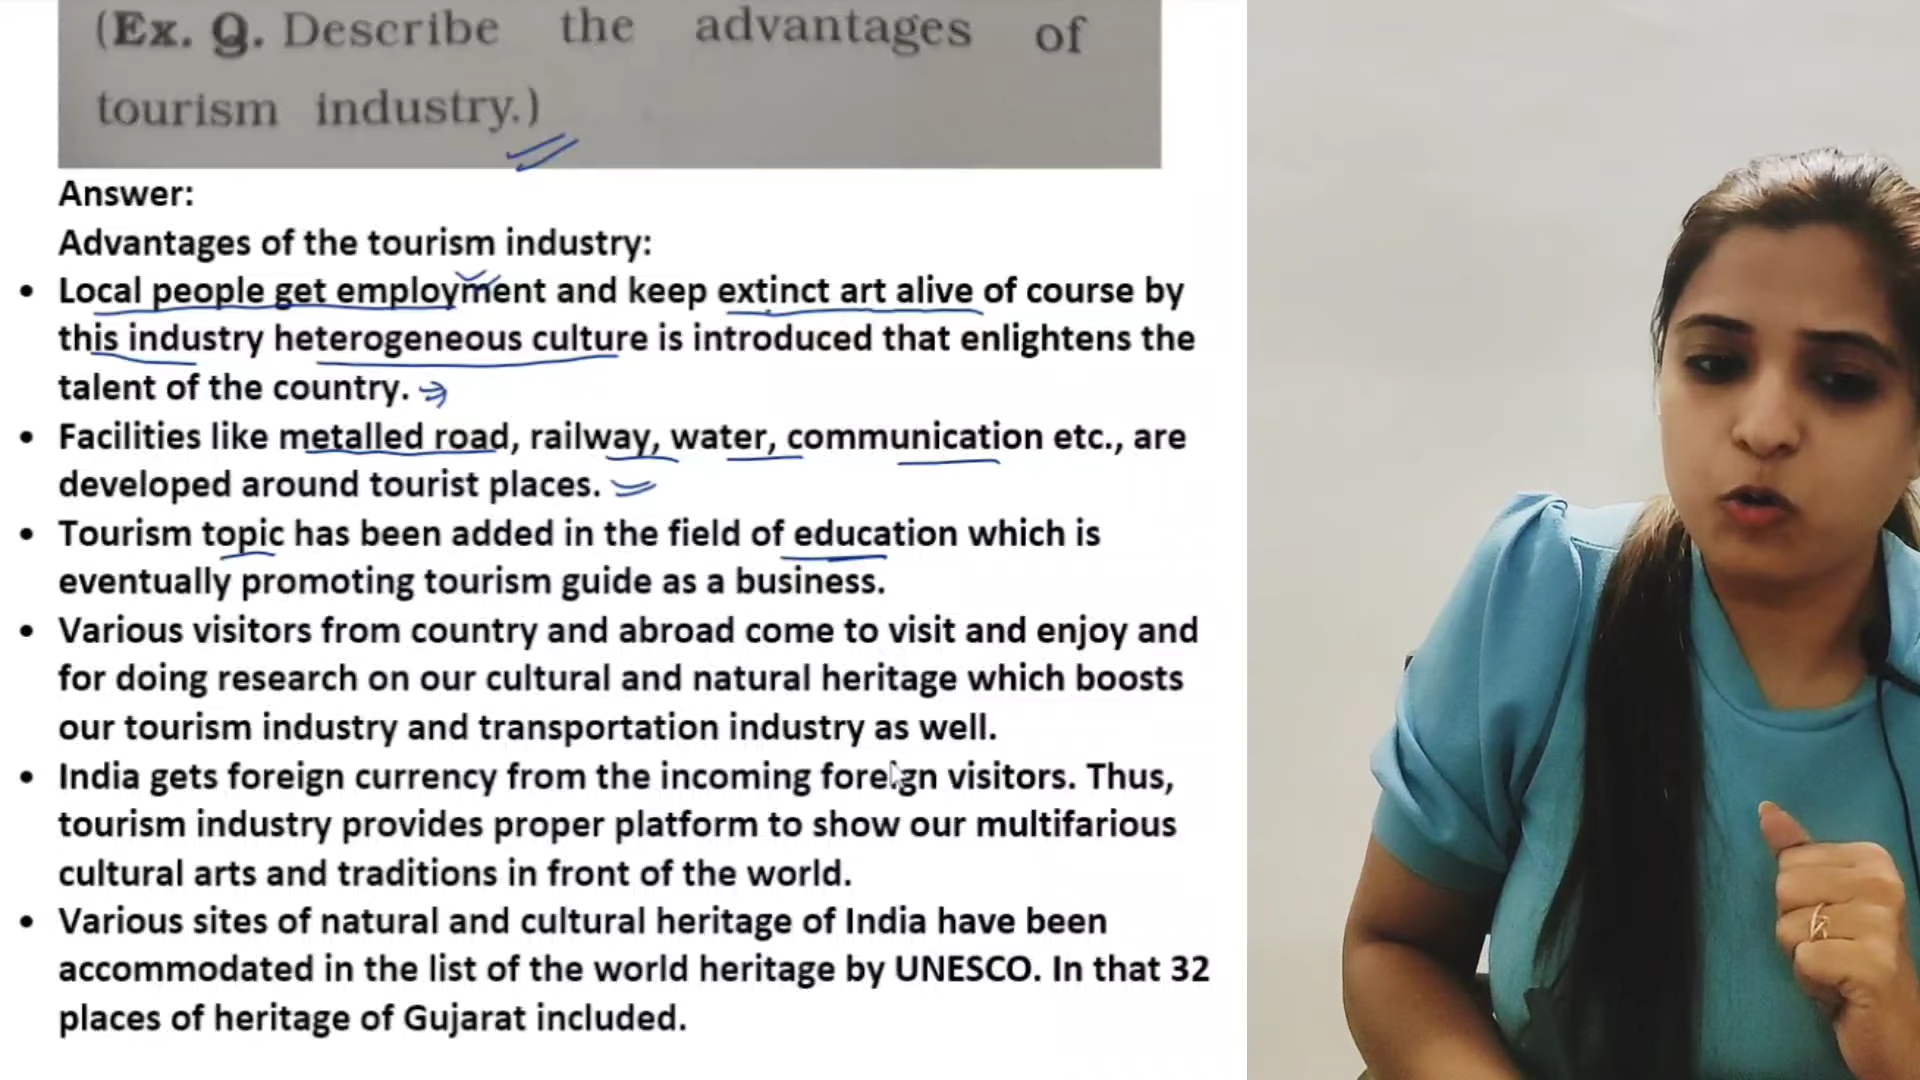 (Ex. Q. Describe the advantages of
tourism industry.)
Answer:
Advantages of the tourism industry:
• Local people get employment and keep extinct art alive of course by
this industry heterogeneous culture is introduced that enlightens the
talent of the country.
• Facilities like metalled road, railway, water, communication etc., are
developed around tourist places.
• Tourism topic has been added in the field of education which is
eventually promoting tourism guide as a business.
• Various visitors from country and abroad come to visit and enjoy and
for doing research on our cultural and natural heritage which boosts
our tourism industry and transportation industry as well.
• India gets foreign currency from the incoming foreign visitors. Thus,
tourism industry provides proper platform to show our multifarious
cultural arts and traditions in front of the world.
• Various sites of natural and cultural heritage of India have been
accommodated in the list of the world heritage by UNESCO. In that 32
places of heritage of Gujarat included.